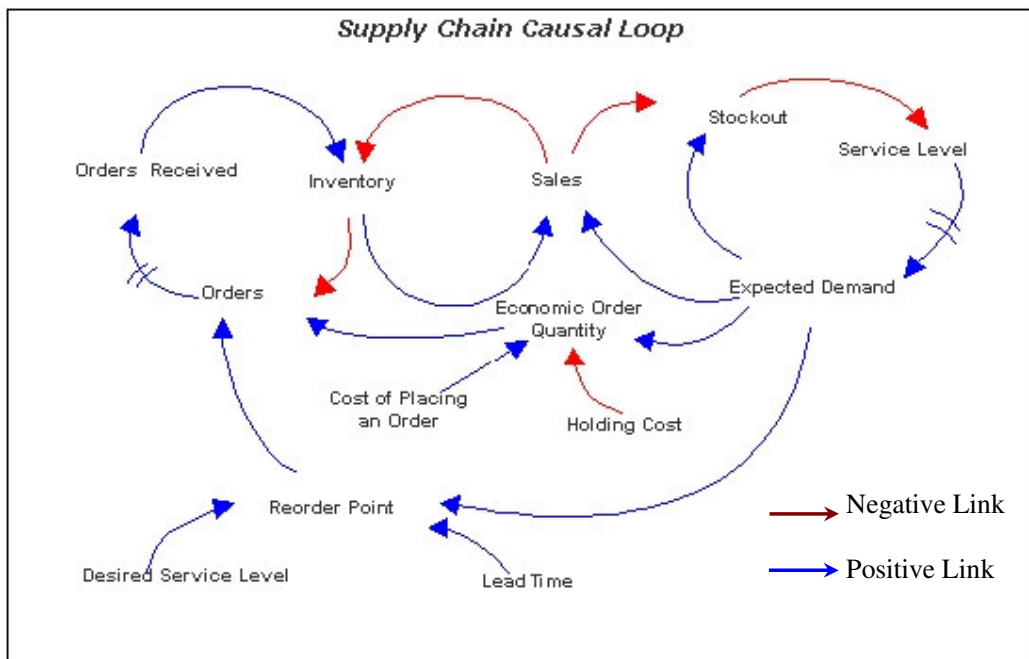 Supply Chain Causal Loop
Stockout
Service Level
Orders Received
Inventory
Sales
Orders
Expected Demand
Economic Order
Quantity
Cost of Placing
an Order
Holding Cost
Reorder Point
Negative Link
Desired Service Level
Lead Time
Positive Link